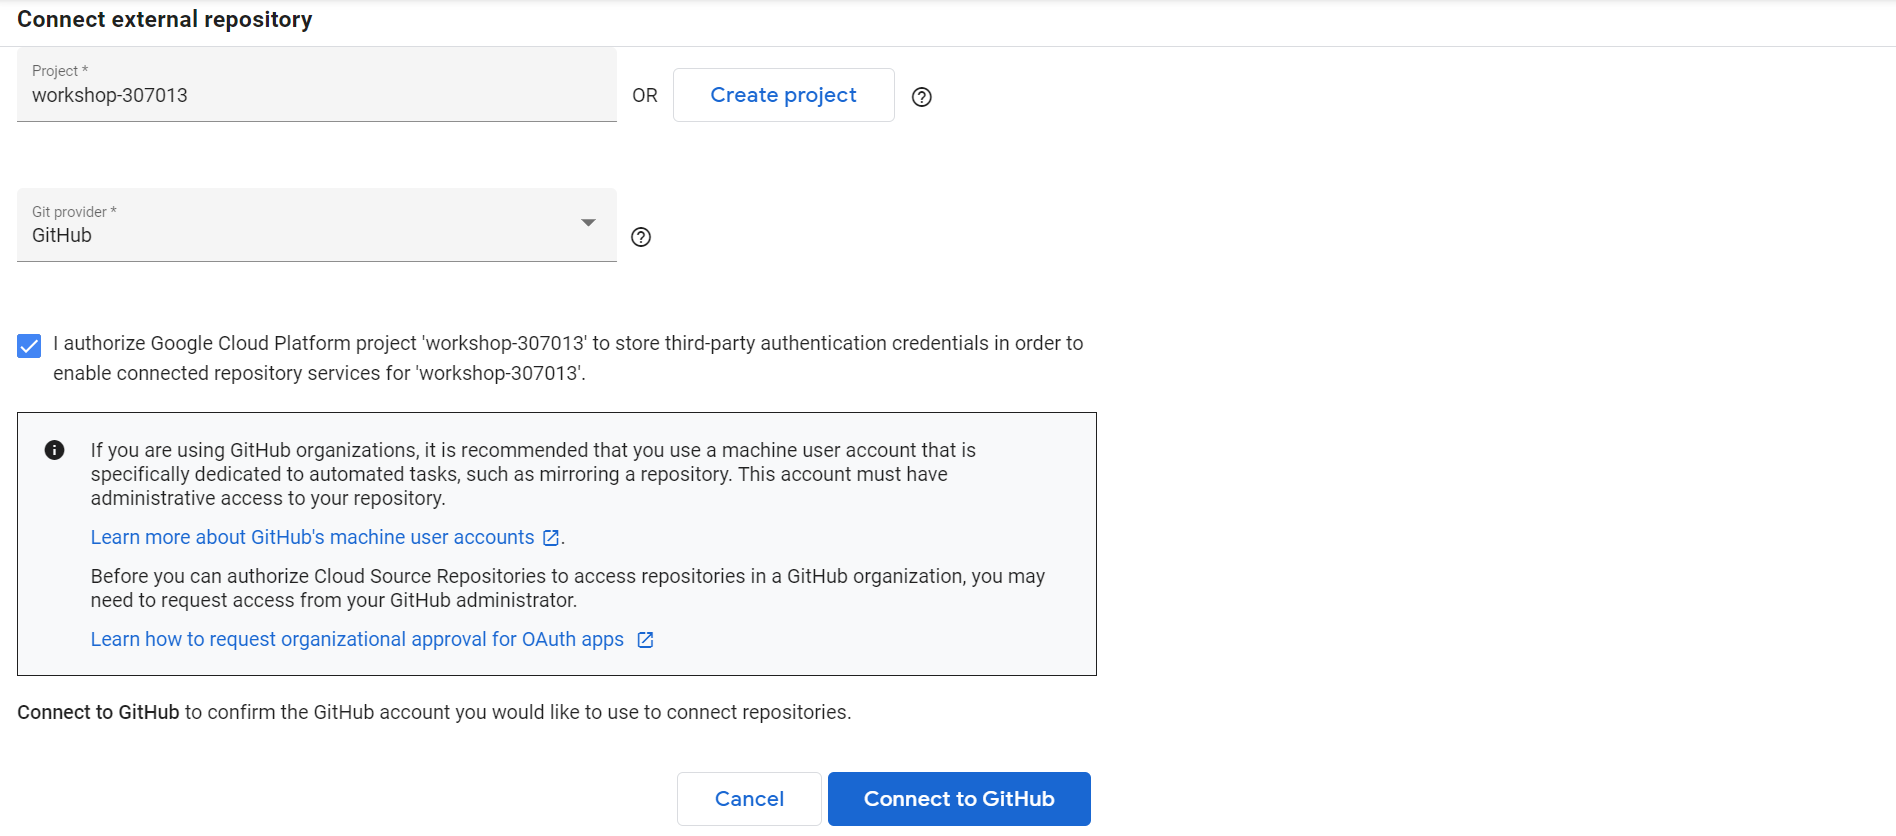 Connect external repository
Project *
workshop-307013
OR
Create project
Git provider *
GitHub
I authorize Google Cloud Platform project 'workshop-307013' to store third-party authentication credentials in order to
enable connected repository services for 'workshop-307013'.
If you are using GitHub organizations, it is recommended that you use a machine user account that is
specifically dedicated to automated tasks, such as mirroring a repository. This account must have
administrative access to your repository.
Learn more about GitHub's machine user accounts .
Before you can authorize Cloud Source Repositories to access repositories in a GitHub organization, you may
need to request access from your GitHub administrator.
Learn how to request organizational approval for OAuth apps
Connect to GitHub to confirm the GitHub account you would like to use to connect repositories.
Cancel
Connect to GitHub